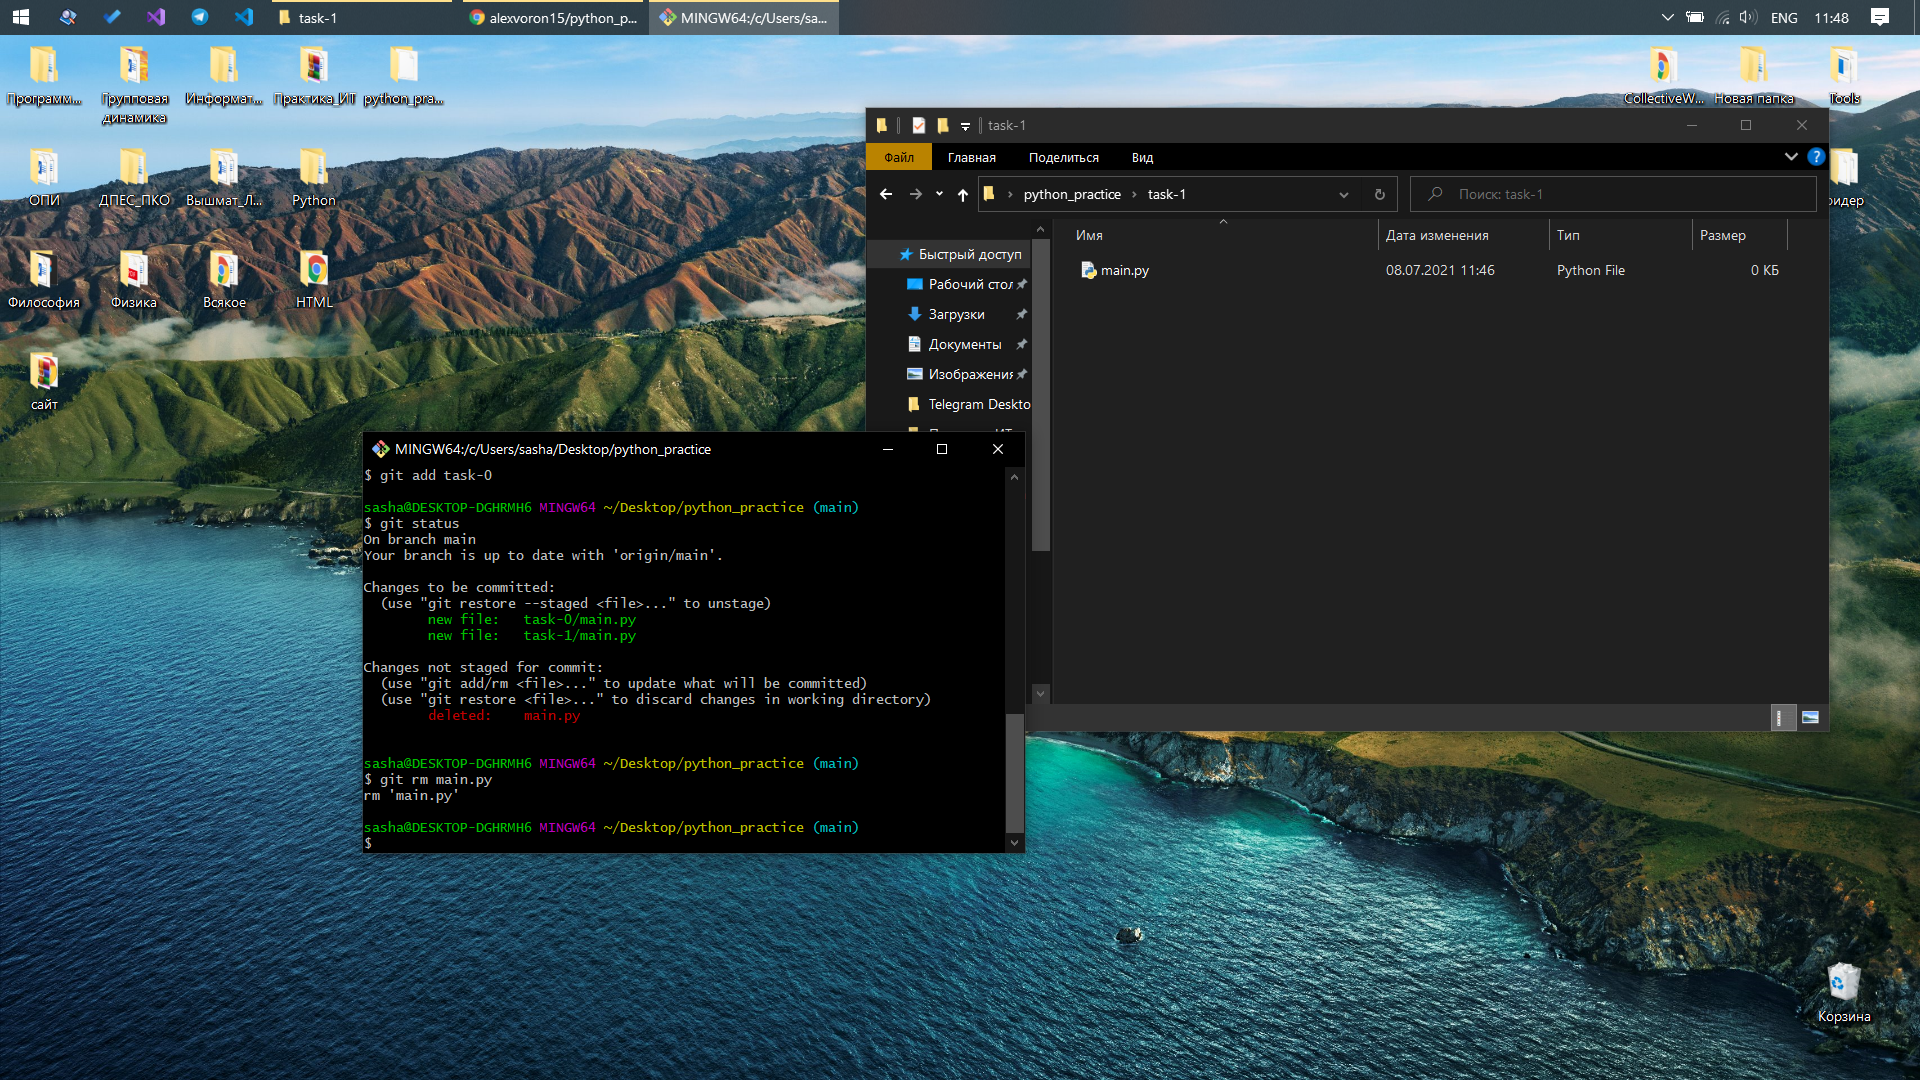 task-1
alexvoron15/python_p...
MINGW64:/c/Users/sa...
ENG
11:48
Программ...
Групповая динамика
Информат...
Практика_ИТ
python_pra...
ОПИ
ДПЕС_ПКО
Вышмат_Л...
Python
Философия
Физика
Всякое
HTML
сайт
CollectiveW...
Новая папка
Tools
ридер
Корзина
task-1
Файл
Главная
Поделиться
Вид
python_practice
task-1
Поиск: task-1
Имя
Дата изменения
Тип
Размер
main.py
08.07.2021 11:46
Python File
0 КБ
Быстрый доступ
Рабочий стол
Загрузки
Документы
Изображения
Telegram Deskto
MINGW64:/c/Users/sasha/Desktop/python_practice
$ git add task-0
sasha@DESKTOP-DGHRMH6 MINGW64 ~/Desktop/python_practice (main)
$ git status
On branch main
Your branch is up to date with 'origin/main'.
Changes to be committed:
(use "git restore --staged <file>..." to unstage)
new file:   task-0/main.py
new file:   task-1/main.py
Changes not staged for commit:
(use "git add/rm <file>..." to update what will be committed)
(use "git restore <file>..." to discard changes in working directory)
deleted:    main.py
sasha@DESKTOP-DGHRMH6 MINGW64 ~/Desktop/python_practice (main)
$ git rm main.py
rm 'main.py'
sasha@DESKTOP-DGHRMH6 MINGW64 ~/Desktop/python_practice (main)
$